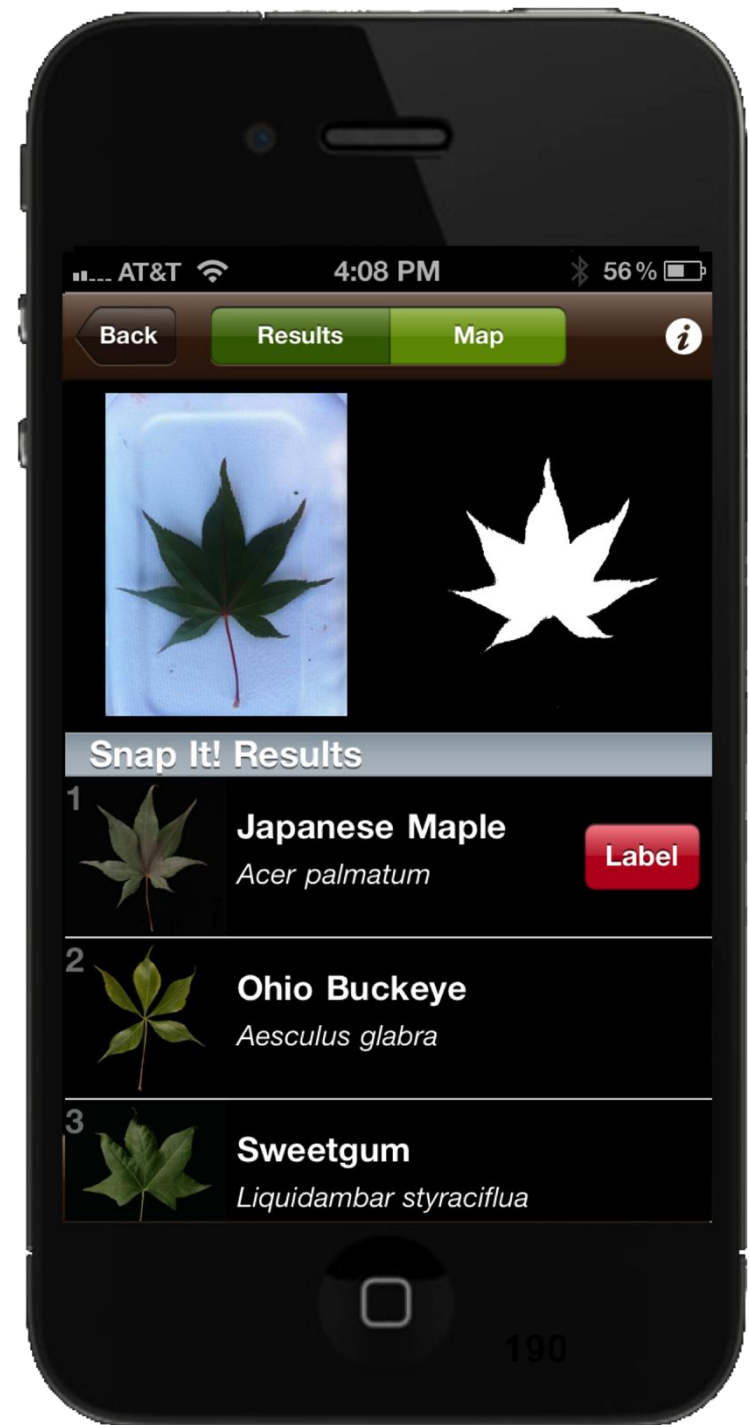 AT&T 4:08 PM 56%
Back Results Map i
Snap It! Results
1
Japanese Maple
Acer palmatum
Label
2
Ohio Buckeye
Aesculus glabra
3
Sweetgum
Liquidambar styraciflua
190